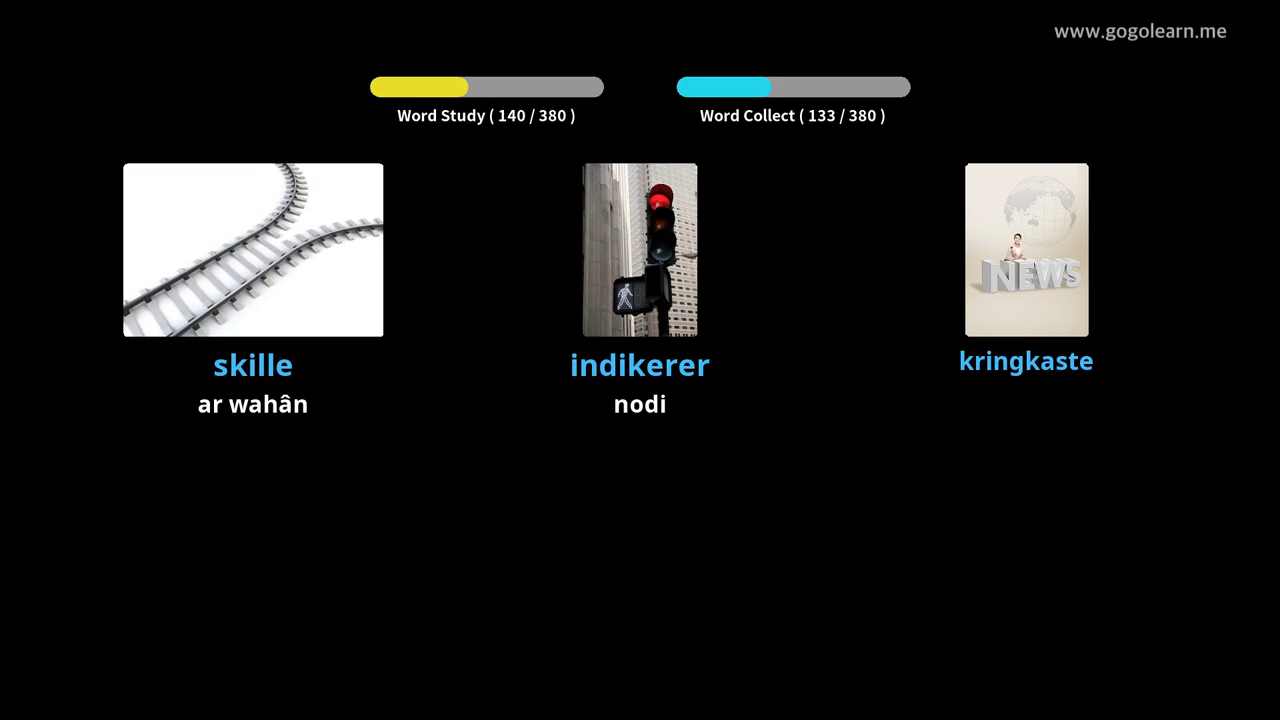 www.gogolearn.me
Word Study ( 140 / 380 )
Word Collect ( 133 / 380 )
NEWS
skille
indikerer
kringkaste
ar wahân
nodi